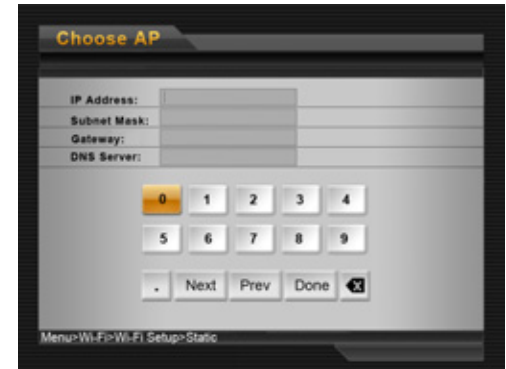 Choose AP
IP Address:
Subnet Mask:
Gateway:
DNS Server:
0 1 2 3 4
5 6 7 8 9
. Next Prev Done
Menu>Wi-Fi>Wi-Fi Setup>Static